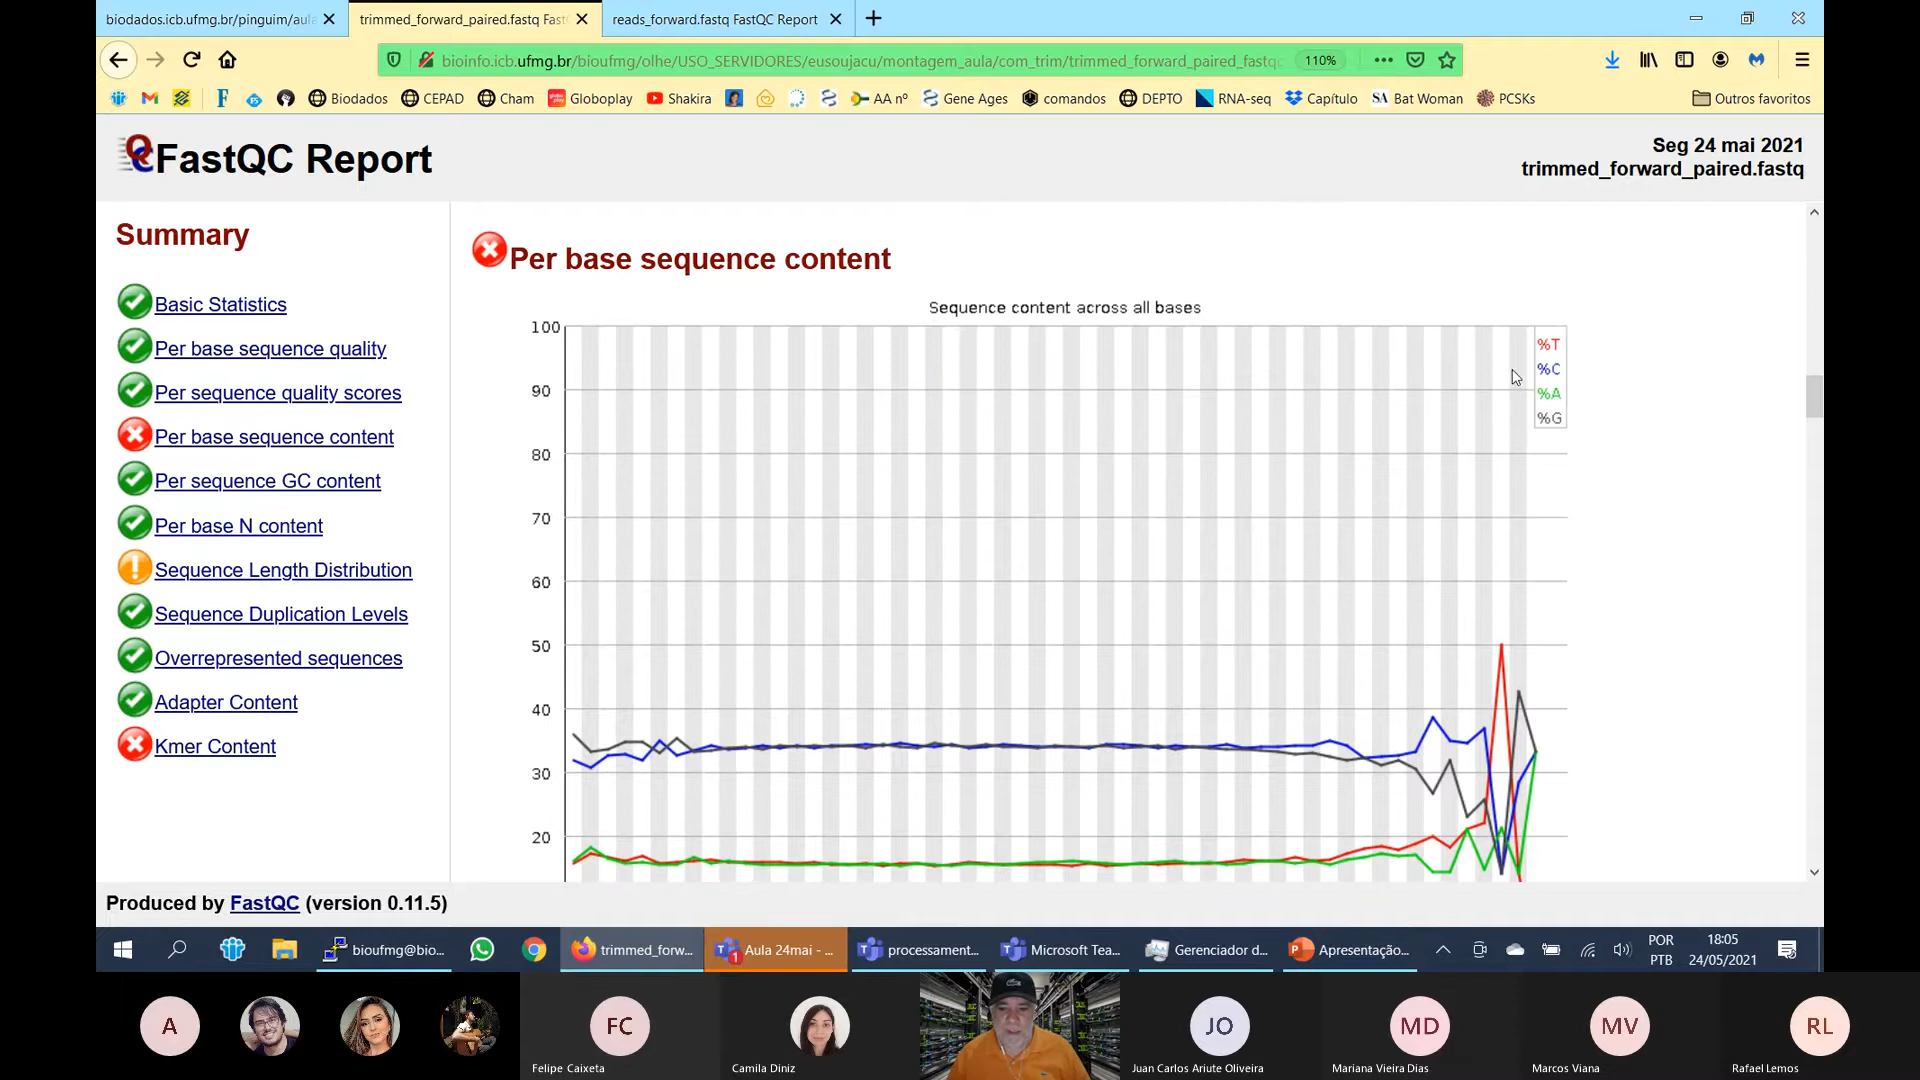 biodados.icb.ufmg.br/pinguim/aula
trimmed_forward_paired.fastq Fast
reads_forward.fastq FastQC Report
bioinfo.icb.ufmg.br/bioufmg/olhe/USO_SERVIDORES/eusoujacu/montagem_aula/com_trim/trimmed_forward_paired_fastqc
110%
Biodados
CEPAD
Cham
Globoplay
Shakira
AA nº
Gene Ages
comandos
DEPTO
RNA-seq
Capítulo
SA Bat Woman
PCSKs
Outros favoritos
FastQC Report
Seg 24 mai 2021
trimmed_forward_paired.fastq
Summary
Basic Statistics
Per base sequence quality
Per sequence quality scores
Per base sequence content
Per sequence GC content
Per base N content
Sequence Length Distribution
Sequence Duplication Levels
Overrepresented sequences
Adapter Content
Kmer Content
Per base sequence content
Sequence content across all bases
100
90
80
70
60
50
40
30
20
%T
%C
%A
%G
Produced by FastQC (version 0.11.5)
bioufmg@bio...
trimmed_forw...
1
Aula 24mai - ...
processament...
Microsoft Tea...
Gerenciador d...
Apresentação...
POR
PTB
18:05
24/05/2021
A
FC
Felipe Caixeta
Camila Diniz
JO
Juan Carlos Ariute Oliveira
MD
Mariana Vieira Dias
MV
Marcos Viana
RL
Rafael Lemos